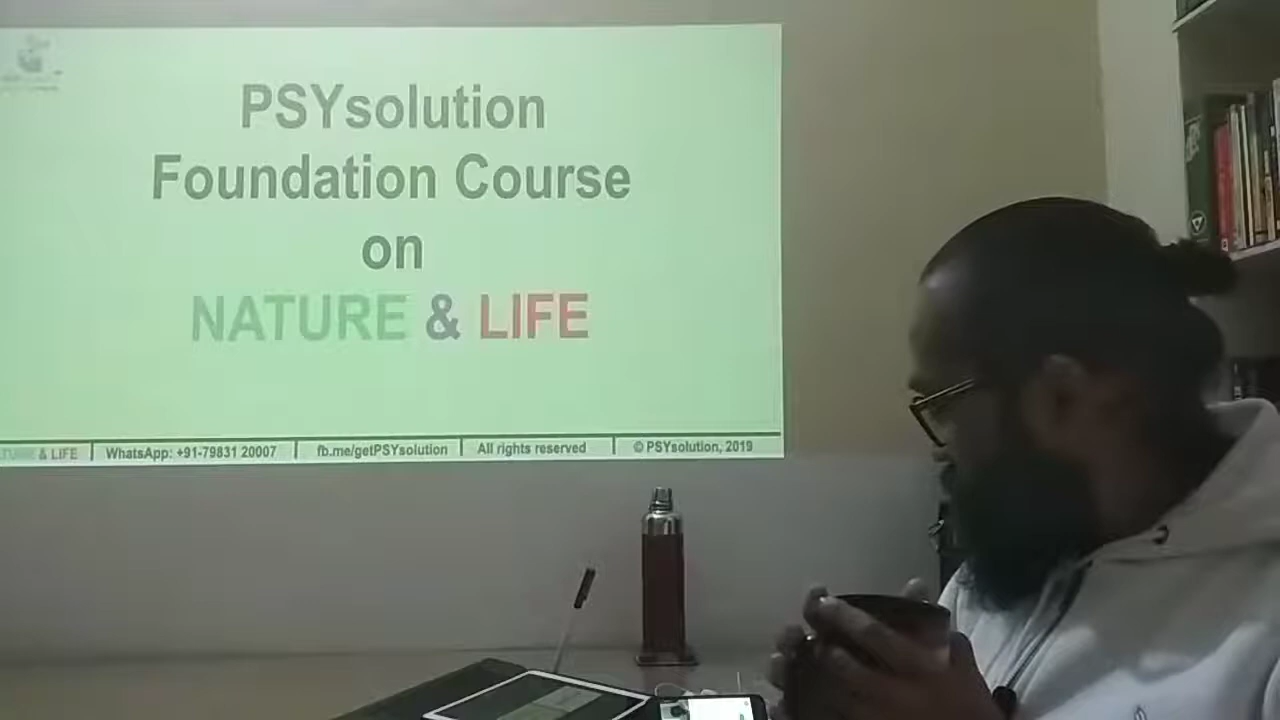 PSYsolution
Foundation Course
on
NATURE & LIFE
& LIFE
WhatsApp: +91-79831 20007
fb.me/getPSYsolution
All rights reserved
© PSYsolution, 2019